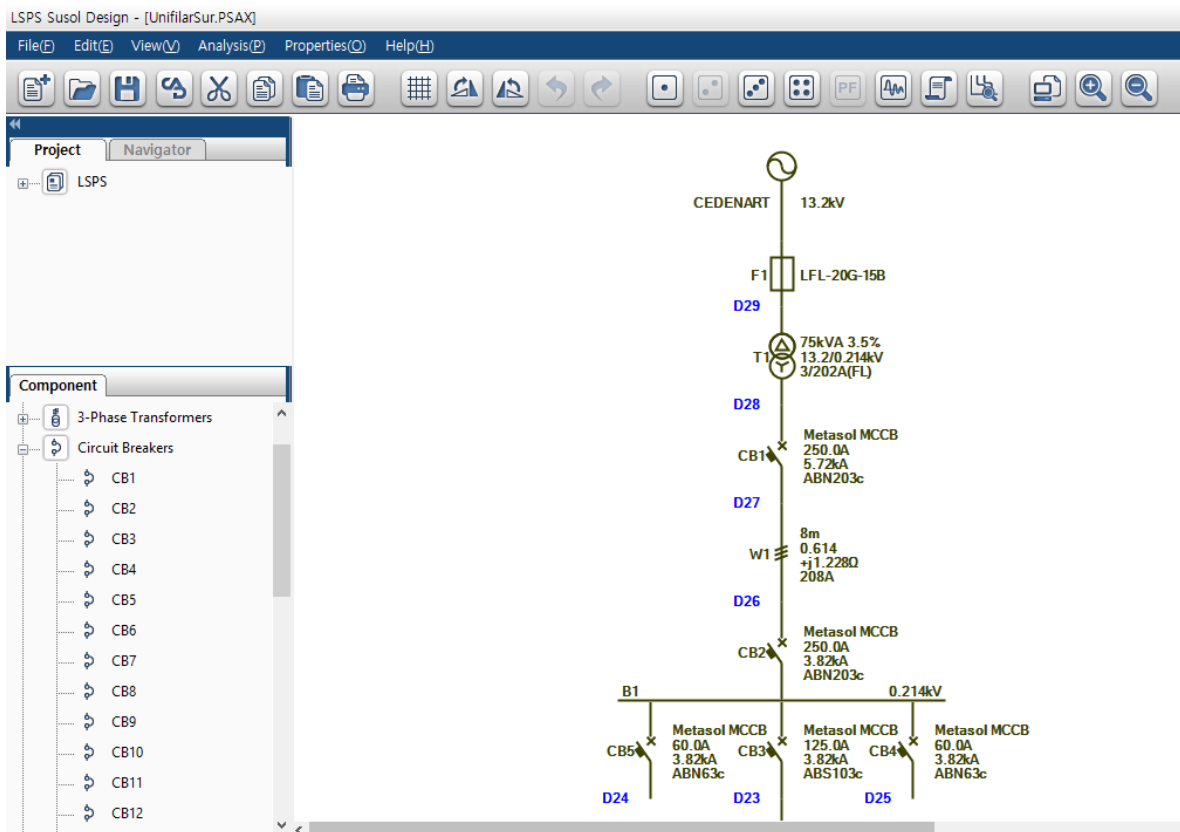 LSPS Susol Design - [UnifilarSur.PSAX]
File(F) Edit(E) View(V) Analysis(P) Properties(O) Help(H)
PF
Project Navigator
LSPS
Component
3-Phase Transformers
Circuit Breakers
CB1
CB2
CB3
CB4
CB5
CB6
CB7
CB8
CB9
CB10
CB11
CB12
CEDENART 13.2kV
F1 LFL-20G-15B
D29
T1
75kVA 3.5%
13.2/0.214kV
3/202A(FL)
D28
CB1
Metasol MCCB
250.0A
5.72kA
ABN203c
D27
W1
8m
0.614
+j1.228Ω
208A
D26
CB2
Metasol MCCB
250.0A
3.82kA
ABN203c
B1 0.214kV
CB5
Metasol MCCB
60.0A
3.82kA
ABN63c
D24
CB3
Metasol MCCB
125.0A
3.82kA
ABS103c
D23
CB4
Metasol MCCB
60.0A
3.82kA
ABN63c
D25